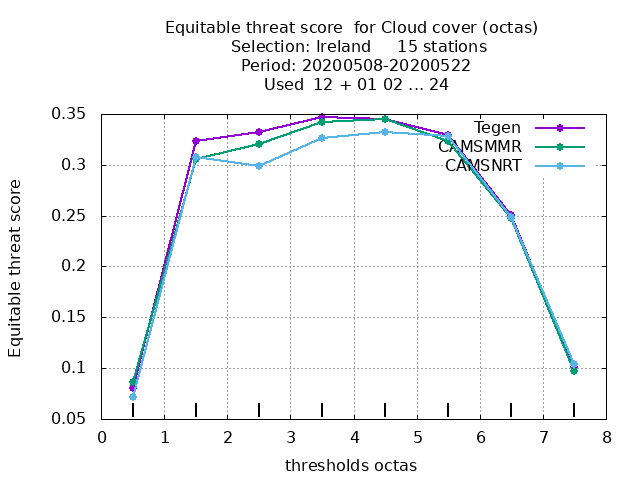 Equitable threat score  for Cloud cover (octas)
Selection: Ireland     15 stations
Period: 20200508-20200522
Used  12 + 01 02 ... 24
Equitable threat score
0.35
0.3
0.25
0.2
0.15
0.1
0.05
Tegen
CAMSMMR
CAMSNRT
0 1 2 3 4 5 6 7 8
thresholds octas